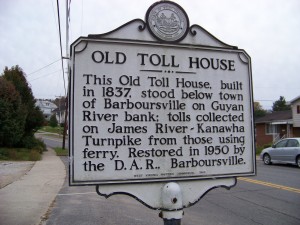 OLD TOLL HOUSE
This Old Toll House, built
in 1837, stood below town
of Barboursville on Guyan
River bank; tolls collected
on James River-Kanawha
Turnpike from those using
ferry. Restored in 1950 by
the D.A.R., Barboursville.